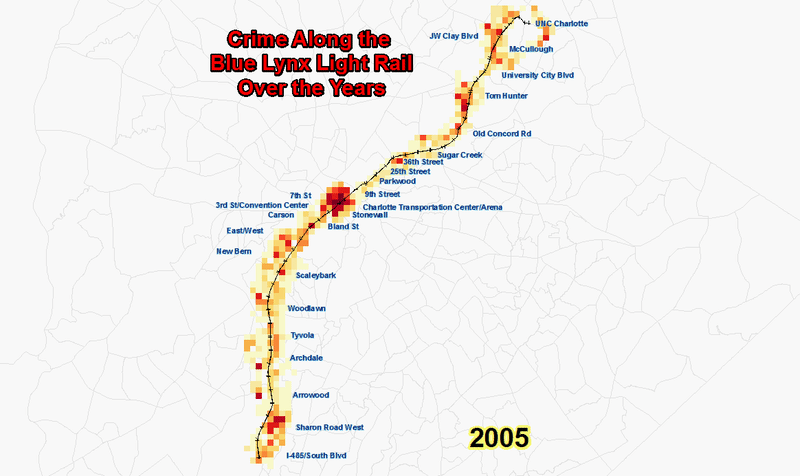 Crime Along the
Blue Lynx Light Rail
Over the Years
UNC Charlotte
JW Clay Blvd
McCullough
University City Blvd
Tom Hunter
Old Concord Rd
Sugar Creek
36th Street
25th Street
Parkwood
9th Street
7th St
3rd St/Convention Center
Charlotte Transportation Center/Arena
Carson
Stonewall
Bland St
East/West
New Bern
Scaleybark
Woodlawn
Tyvola
Archdale
Arrowood
Sharon Road West
I-485/South Blvd
2005